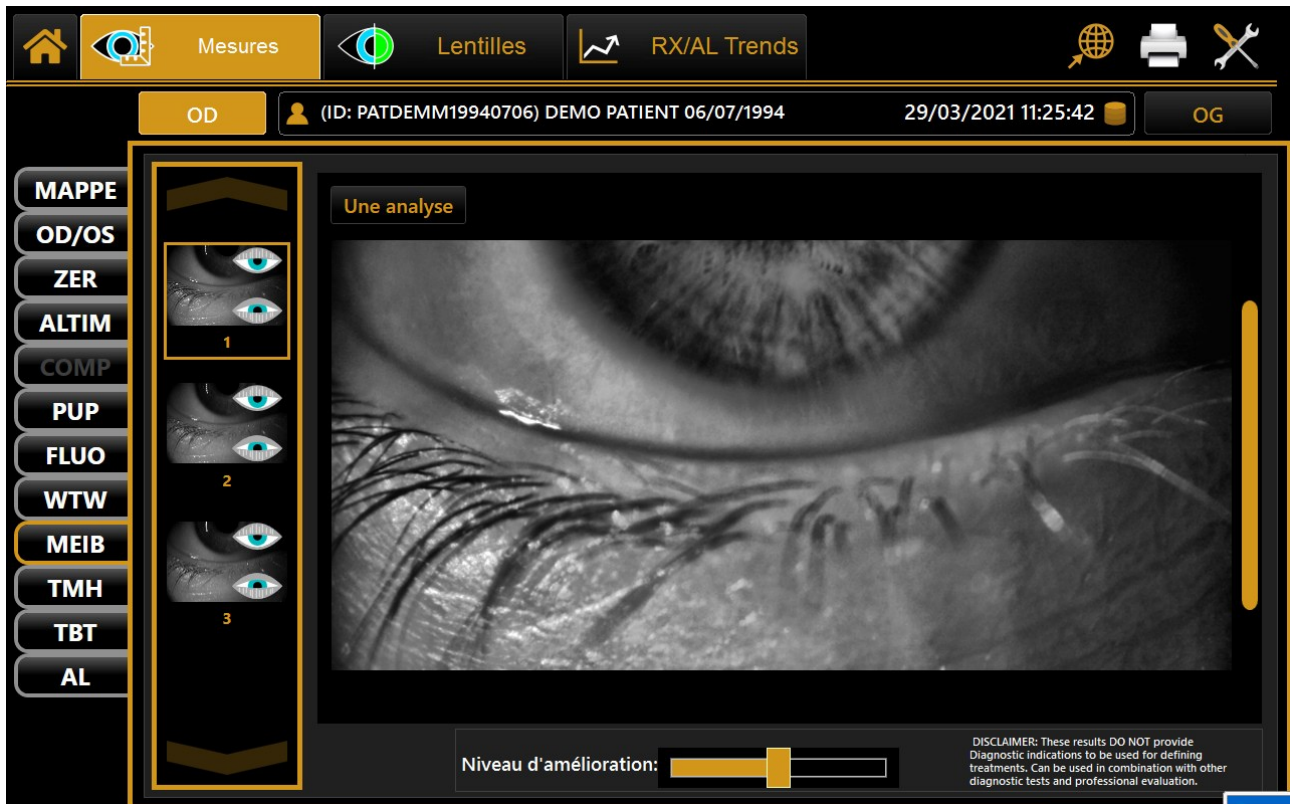 Mesures
Lentilles
RX/AL Trends
OD
(ID: PATDEMM19940706) DEMO PATIENT 06/07/1994
29/03/2021 11:25:42
OG
MAPPE
OD/OS
ZER
ALTIM
COMP
PUP
FLUO
WTW
MEIB
TMH
TBT
AL
1
2
3
Une analyse
Niveau d'amélioration:
DISCLAIMER: These results DO NOT provide
Diagnostic indications to be used for defining
treatments. Can be used in combination with other
diagnostic tests and professional evaluation.